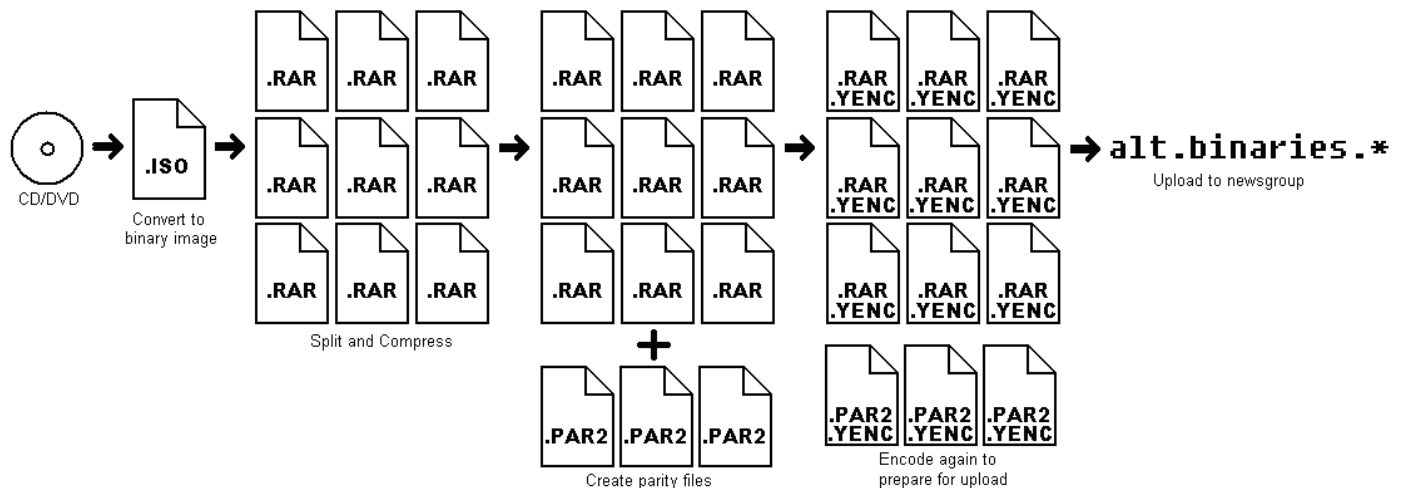 .RAR .RAR .RAR
.RAR .RAR .RAR
.RAR .RAR .RAR
.RAR .RAR .RAR
.RAR .RAR .RAR
.RAR .RAR .RAR
.RAR .RAR .RAR
.YENC .YENC .YENC
.RAR .RAR .RAR
.YENC .YENC .YENC
.RAR .RAR .RAR
.YENC .YENC .YENC
.ISO
CD/DVD
Convert to
binary image
Split and Compress
.PAR2 .PAR2 .PAR2
Create parity files
.PAR2 .PAR2 .PAR2
.YENC .YENC .YENC
Encode again to
prepare for upload
alt.binaries.*
Upload to newsgroup